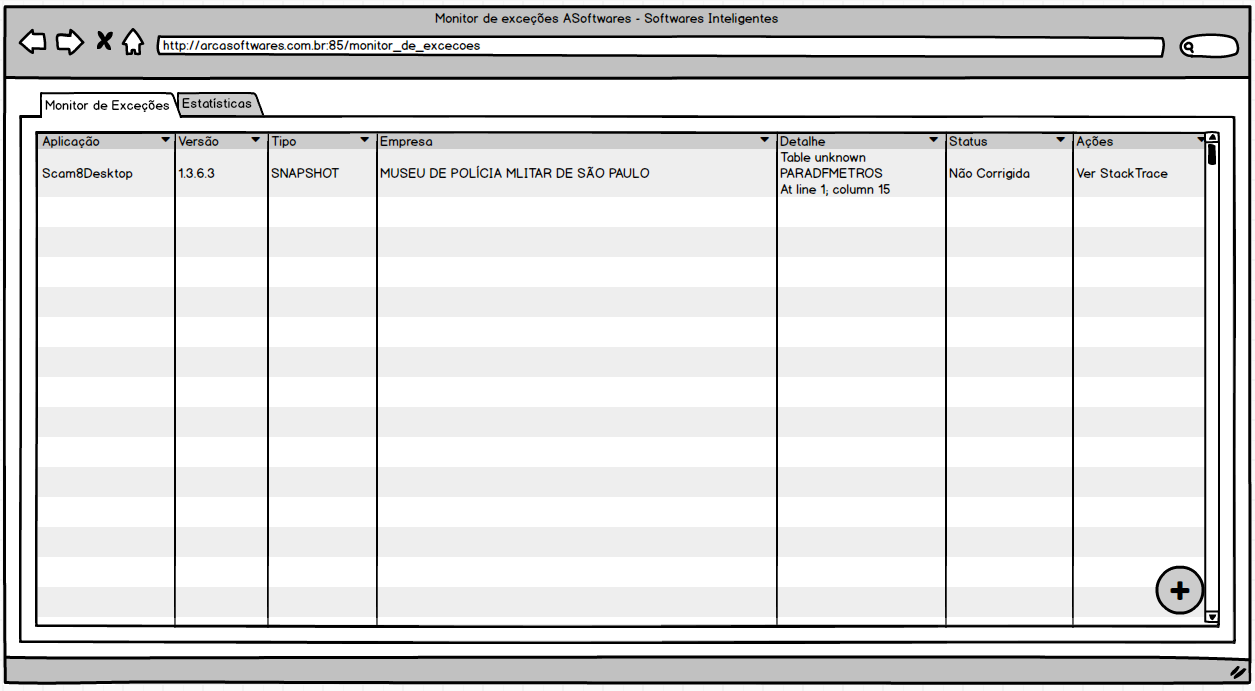 Monitor de exceções ASoftwares - Softwares Inteligentes
http://arcasoftwares.com.br:85/monitor_de_excecoes
Monitor de Exceções Estatísticas
Aplicação Versão Tipo Empresa Detalhe Status Ações
Table unknown
Scam8Desktop 1.3.6.3 SNAPSHOT MUSEU DE POLÍCIA MLITAR DE SÃO PAULO PARADFMETROS Não Corrigida Ver StackTrace
At line 1; column 15